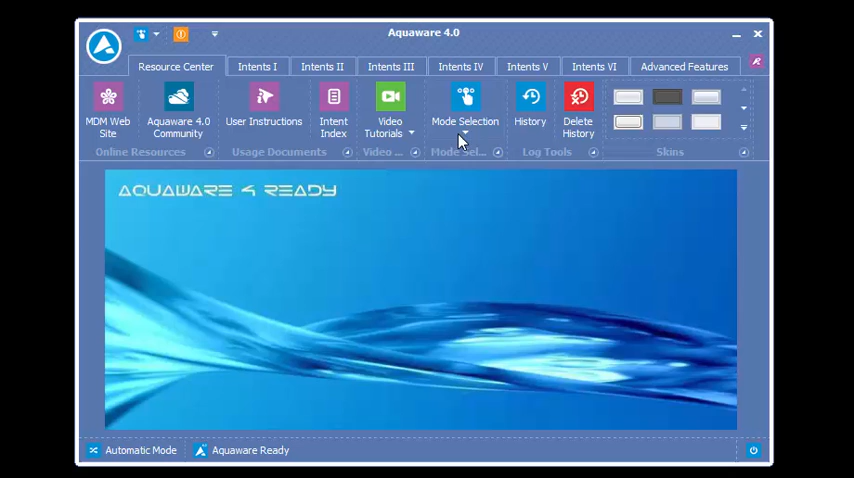 Aquaware 4.0
Resource Center
Intents I
Intents II
Intents III
Intents IV
Intents V
Intents VI
Advanced Features
MDM Web
Site
Aquaware 4.0
Community
User Instructions
Intent
Index
Video
Tutorials
Mode Selection
History
Delete
History
Online Resources
Usage Documents
Video ...
Mode Sel...
Log Tools
Skins
AQUAWARE 4 READY
Automatic Mode
Aquaware Ready